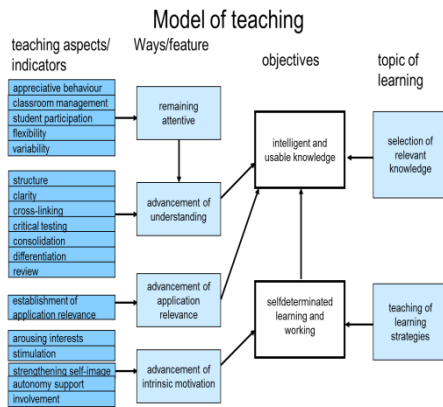 Model of teaching
teaching aspects/
indicators
Ways/feature
objectives
topic of
learning
appreciative behaviour
classroom management
student participation
flexibility
variability
remaining
attentive
intelligent and
usable knowledge
selection of
relevant
knowledge
structure
clarity
cross-linking
critical testing
consolidation
differentiation
review
advancement of
understanding
establishment of
application relevance
advancement of
application
relevance
selfdeterminated
learning and
working
teaching of
learning
strategies
arousing interests
stimulation
strengthening self-image
autonomy support
involvement
advancement of
intrinsic motivation